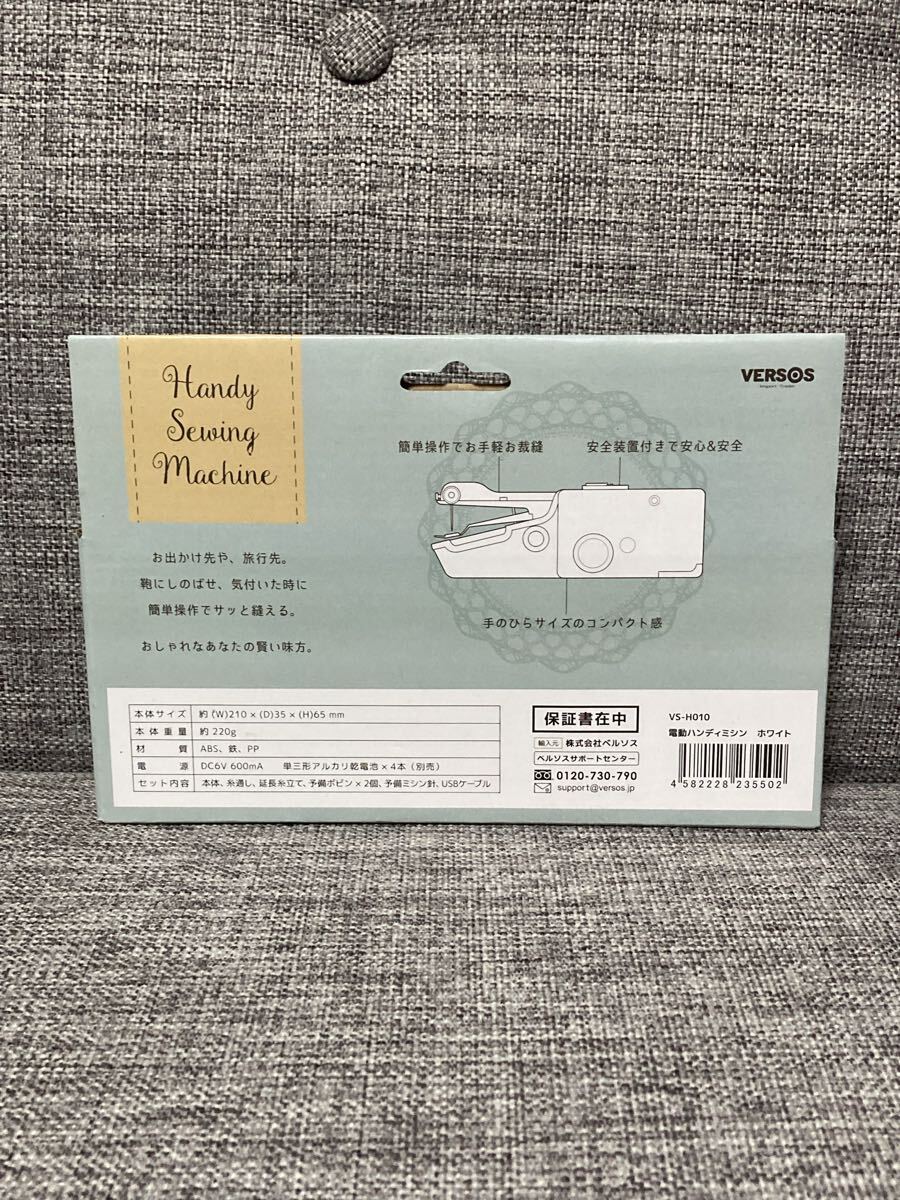 Handy
Sewing
Machine
VERSOS
Import Trader
簡単操作でお手軽お裁縫
安全装置付きで安心&安全
手のひらサイズのコンパクト感
お出かけ先や、旅行先。
鞄にしのばせ、気付いた時に
簡単操作でサッと縫える。
おしゃれなあなたの賢い味方。
本体サイズ 約(W)210×(D)35×(H)65 mm
本体重量 約 220g
材質 ABS、鉄、PP
電源 DC6V 600mA 単三形アルカリ乾電池×4本(別売)
セット内容 本体、糸通し、延長糸立て、予備ボビン×2個、予備ミシン針、USBケーブル
保証書在中
輸入元 株式会社ベルソス
ベルソスサポートセンター
0120-730-790
support@versos.jp
VS-H010
電動ハンディミシン ホワイト
4 582228 235502